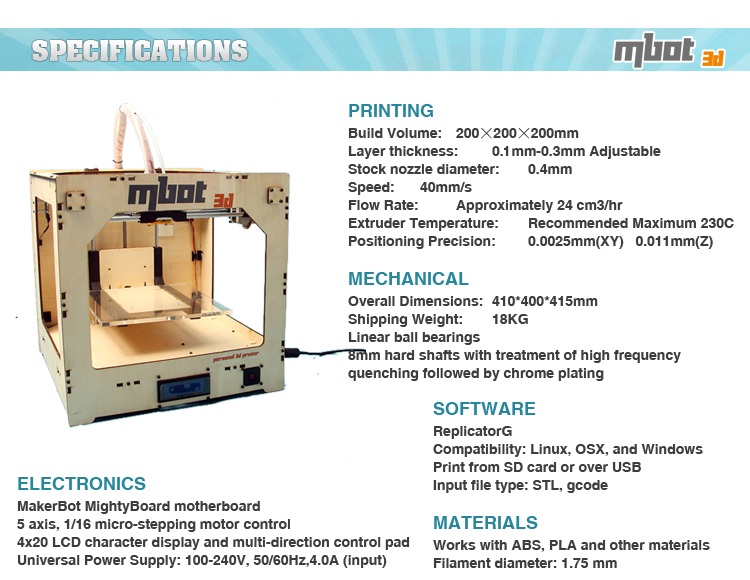 SPECIFICATIONS
mbot 3d
PRINTING
Build Volume: 200×200×200mm
Layer thickness: 0.1mm-0.3mm Adjustable
Stock nozzle diameter: 0.4mm
Speed: 40mm/s
Flow Rate: Approximately 24 cm3/hr
Extruder Temperature: Recommended Maximum 230C
Positioning Precision: 0.0025mm(XY) 0.011mm(Z)
mbot 3d
personal 3d printer
MECHANICAL
Overall Dimensions: 410*400*415mm
Shipping Weight: 18KG
Linear ball bearings
8mm hard shafts with treatment of high frequency
quenching followed by chrome plating
SOFTWARE
ReplicatorG
Compatibility: Linux, OSX, and Windows
Print from SD card or over USB
Input file type: STL, gcode
ELECTRONICS
MakerBot MightyBoard motherboard
5 axis, 1/16 micro-stepping motor control
4x20 LCD character display and multi-direction control pad
Universal Power Supply: 100-240V, 50/60Hz,4.0A (input)
MATERIALS
Works with ABS, PLA and other materials
Filament diameter: 1.75 mm